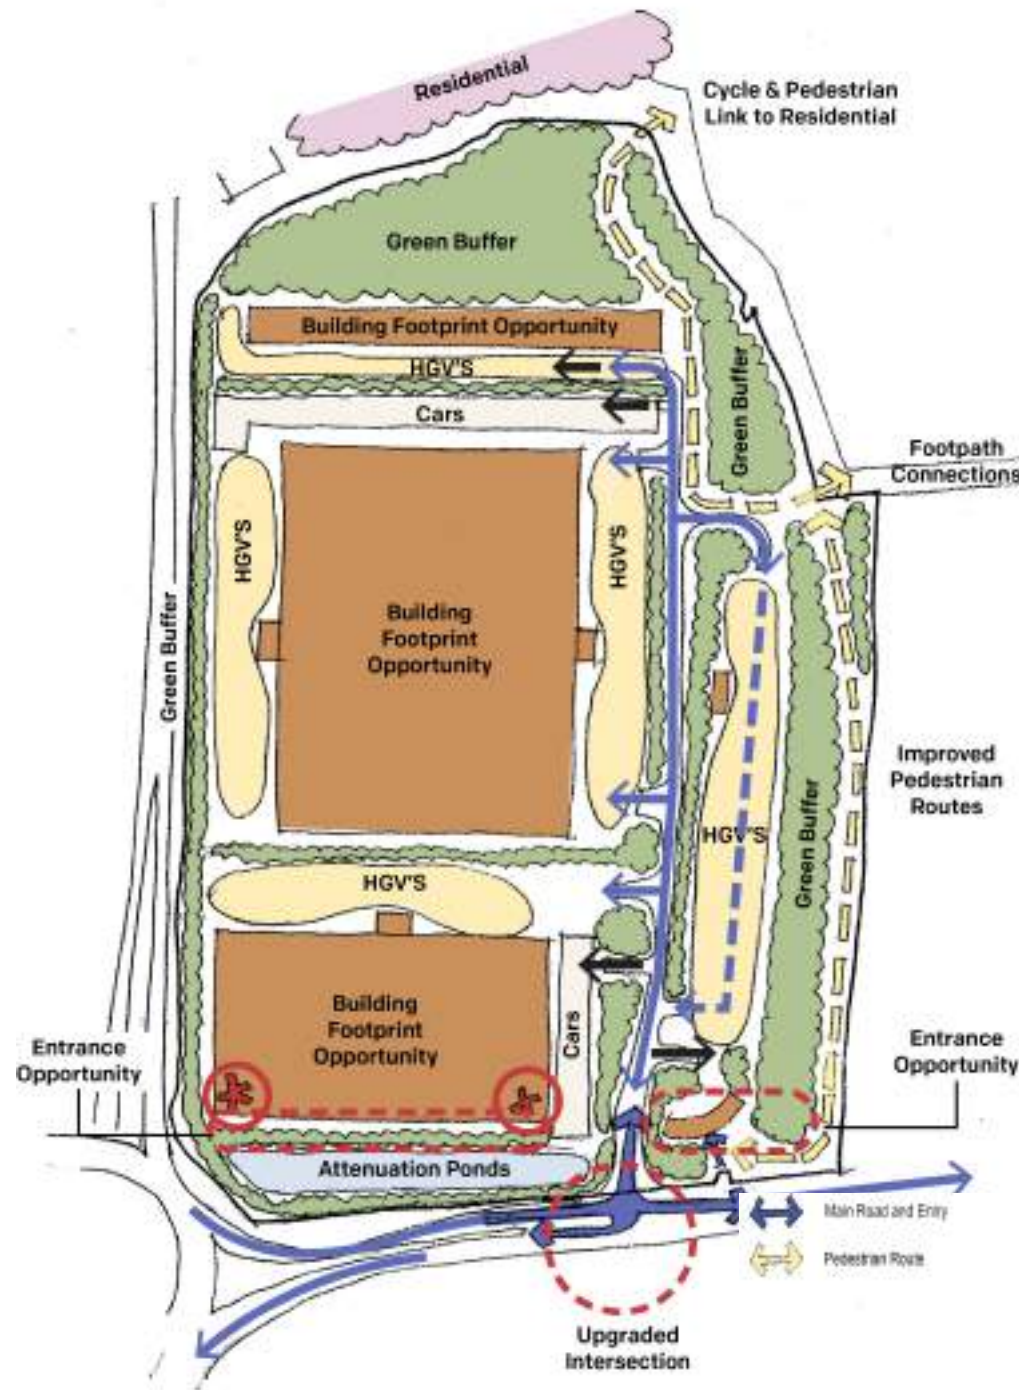 Residential
Cycle & Pedestrian
Link to Residential
Green Buffer
Building Footprint Opportunity
HGV'S
Cars
Green Buffer
Footpath
Connections
HGV'S
HGV'S
Building
Footprint
Opportunity
Green Buffer
Improved
Pedestrian
Routes
HGV'S
Green Buffer
HGV'S
Building
Footprint
Opportunity
Cars
Entrance
Opportunity
Entrance
Opportunity
Attenuation Ponds
Main Road and Entry
Pedestrian Route
Upgraded
Intersection